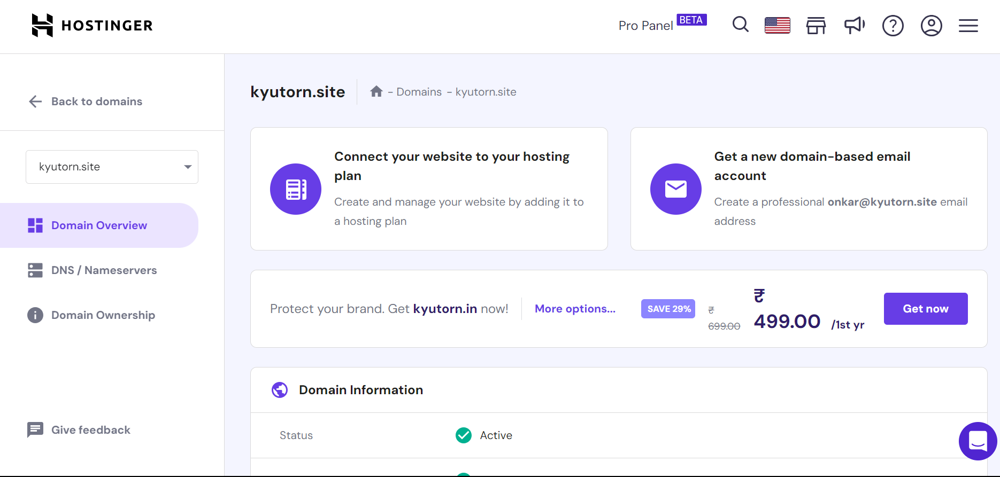 HOSTINGER
Pro Panel BETA
Back to domains
kyutorn.site
Domain Overview
DNS / Nameservers
Domain Ownership
Give feedback
kyutorn.site
- Domains - kyutorn.site
Connect your website to your hosting
plan
Create and manage your website by adding it to
a hosting plan
Get a new domain-based email
account
Create a professional onkar@kyutorn.site email
address
Protect your brand. Get kyutorn.in now!
More options...
SAVE 29%
₹
699.00
₹
499.00 /1st yr
Get now
Domain Information
Status
Active